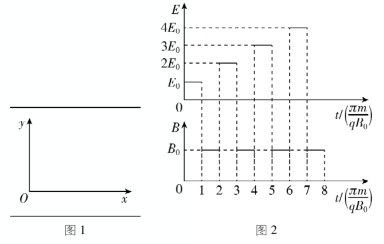 y
O
x
图 1
E
4E₀
3E₀
2E₀
E₀
0
t/(πm/qB₀)
B
B₀
0 1 2 3 4 5 6 7 8
t/(πm/qB₀)
图 2